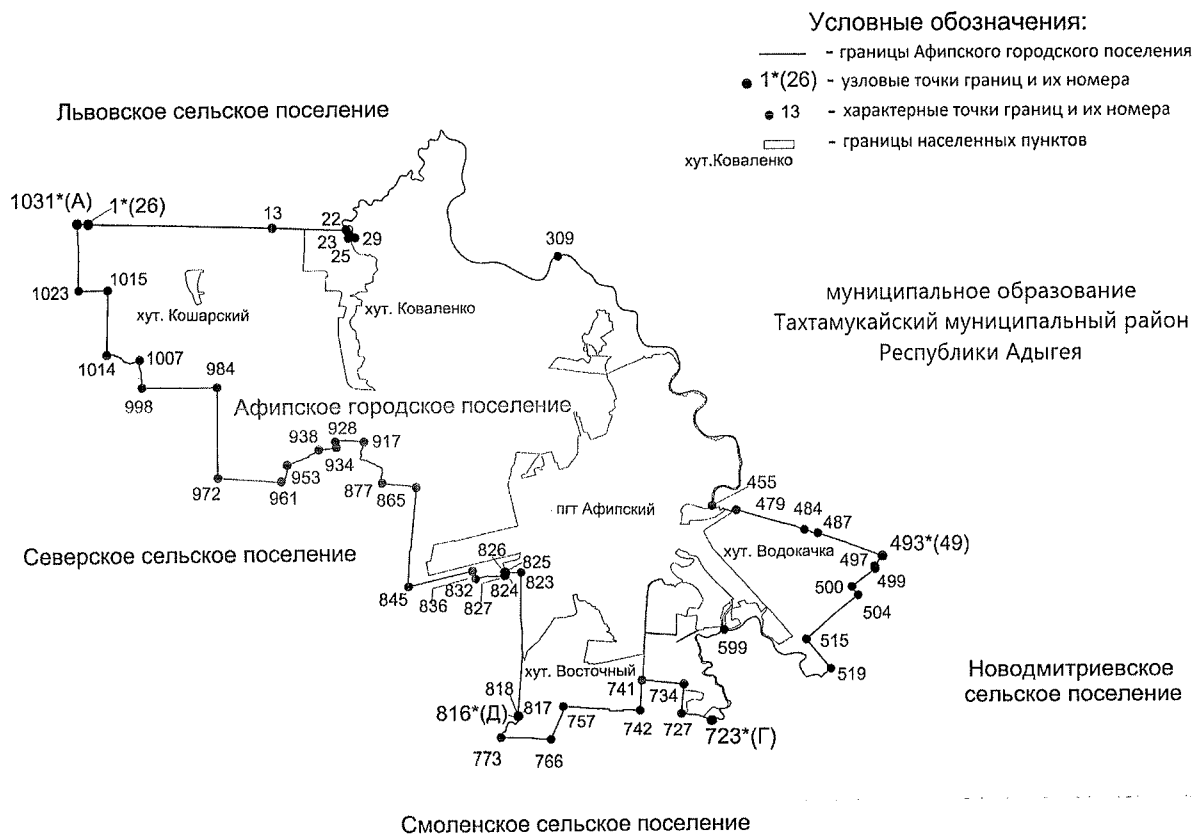 Условные обозначения:
- границы Афипского городского поселения
1*(26) - узловые точки границ и их номера
13 - характерные точки границ и их номера
- границы населенных пунктов
хут.Коваленко
Львовское сельское поселение
1031*(А)
1*(26)
13
22
23
25
29
309
1023
1015
хут. Кошарский
хут. Коваленко
муниципальное образование
Тахтамукайский муниципальный район
Республики Адыгея
1014
1007
998
984
Афипское городское поселение
938
928
917
934
953
961
972
877
865
455
479
484
487
пгт Афипский
493*(49)
хут. Водокачка
497
499
500
504
Северское сельское поселение
826
825
832
824
823
845
836
827
599
515
519
хут. Восточный
741
734
818
817
816*(Д)
757
742
727
723*(Г)
773
766
Новодмитриевское
сельское поселение
Смоленское сельское поселение